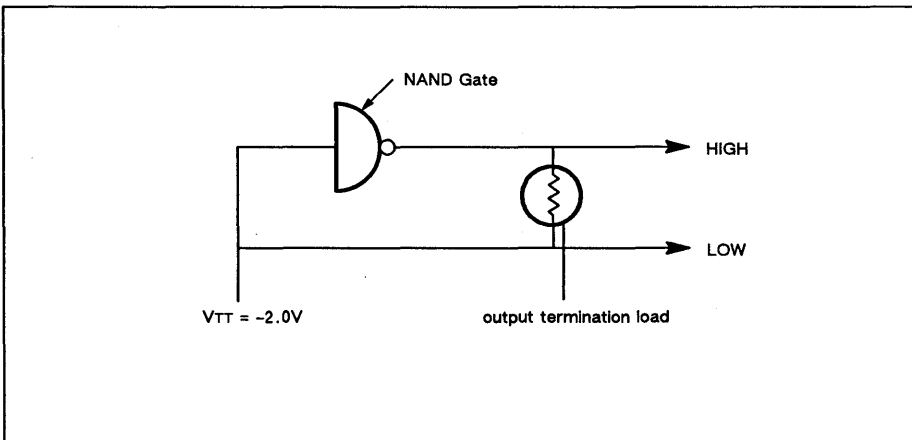 NAND Gate
HIGH
LOW
VTT = -2.0V
output termination load